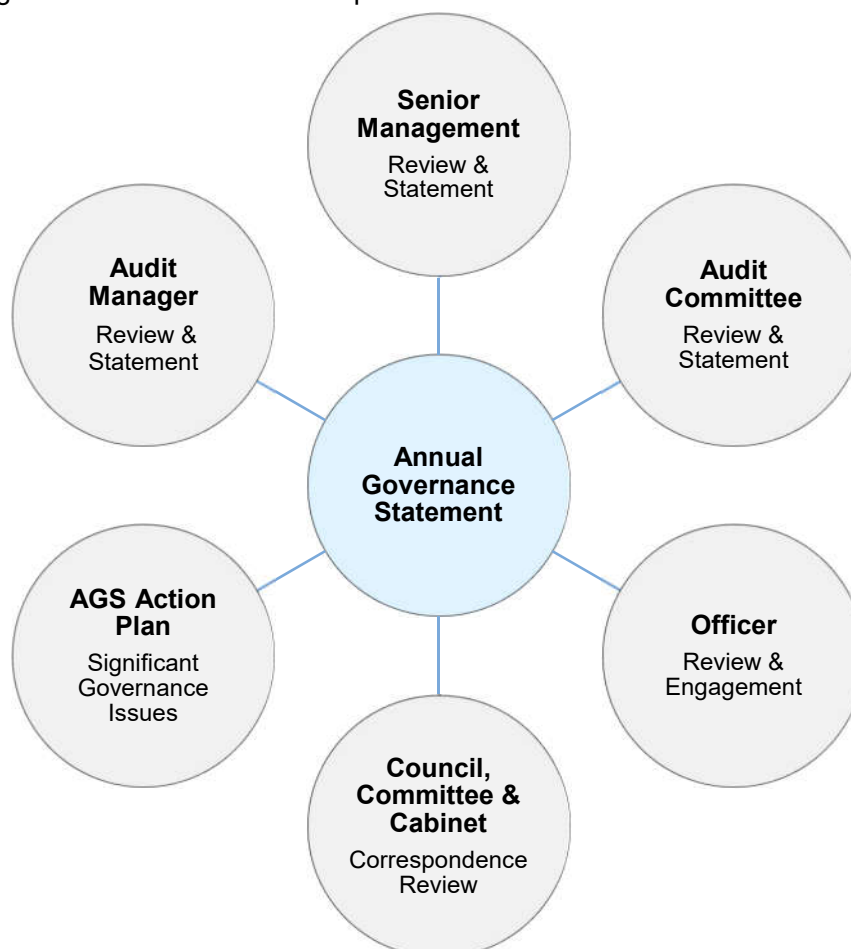 Senior
Management
Review &
Statement
Audit
Manager
Review &
Statement
Audit
Committee
Review &
Statement
Annual
Governance
Statement
AGS Action
Plan
Significant
Governance
Issues
Officer
Review &
Engagement
Council,
Committee &
Cabinet
Correspondence
Review